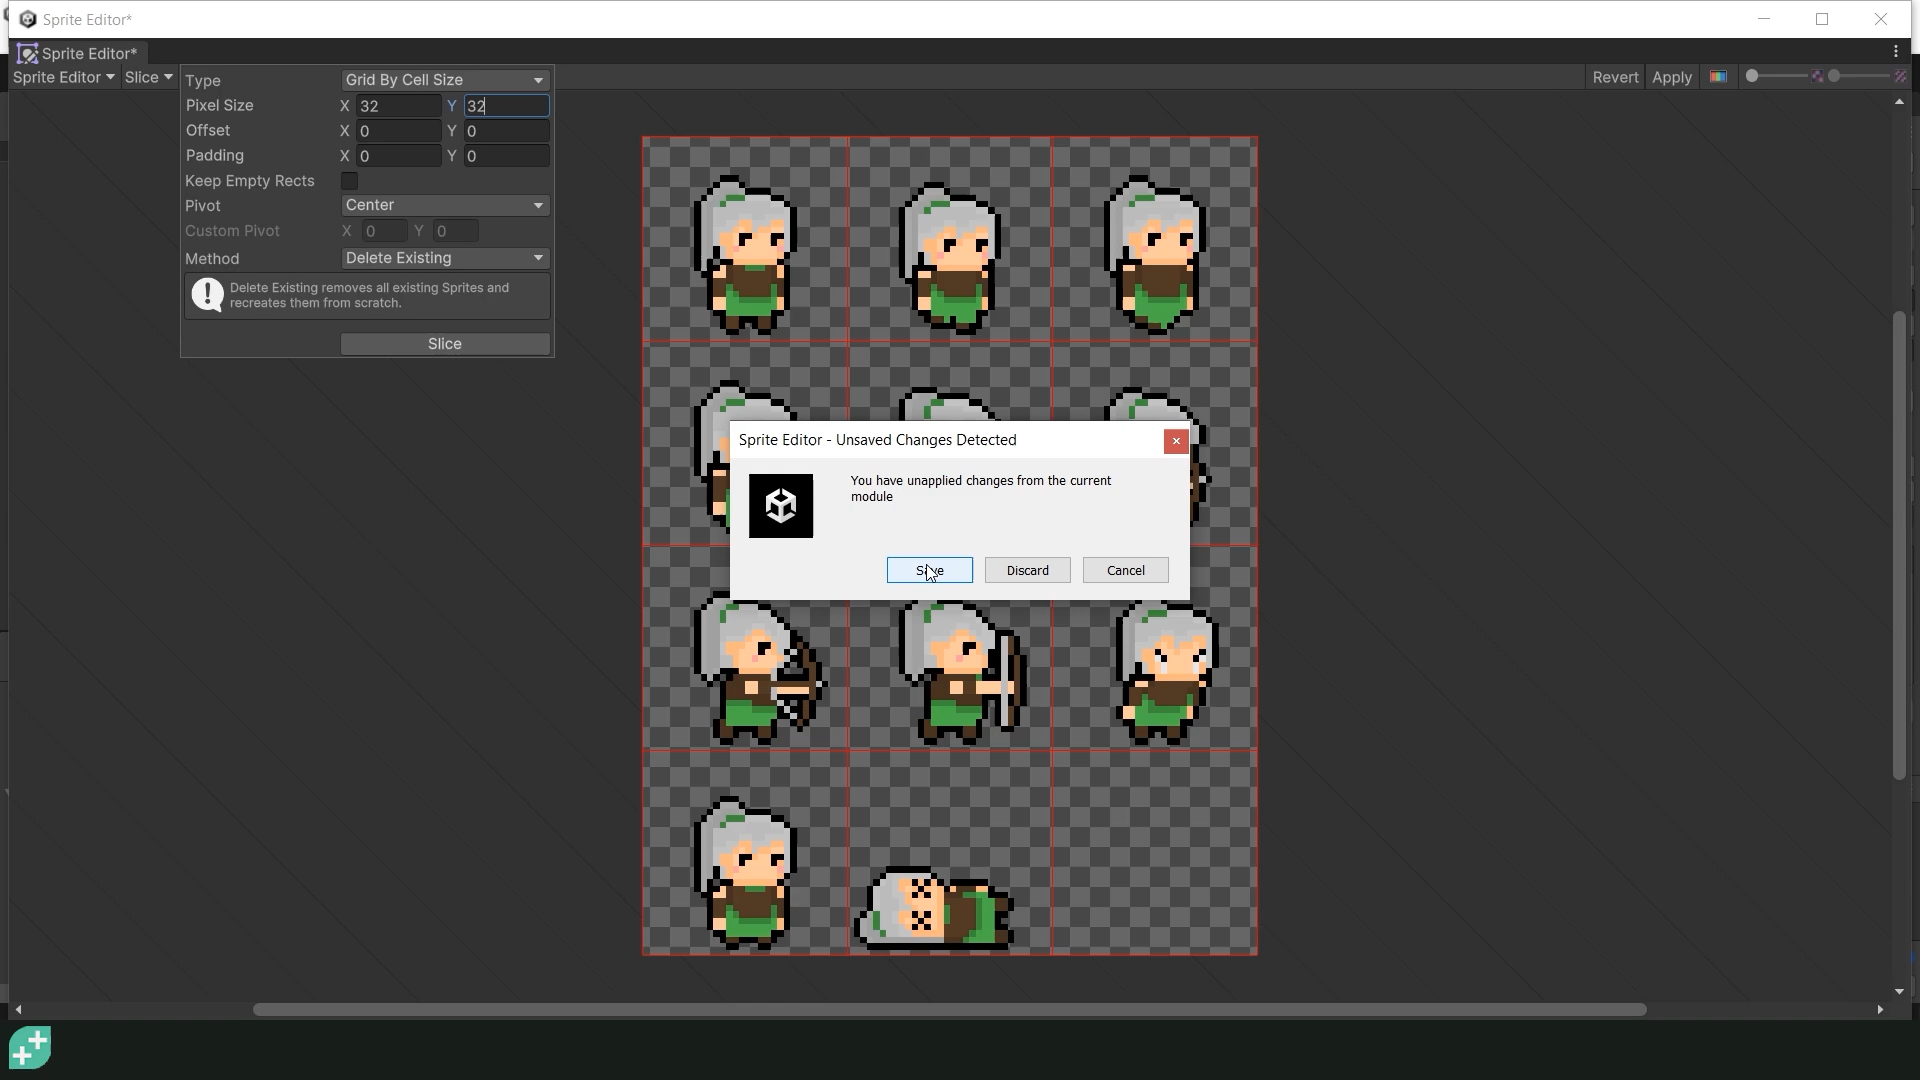 Sprite Editor*
Sprite Editor*
Sprite Editor Slice Revert Apply
Type Grid By Cell Size
Pixel Size X 32 Y 32
Offset X 0 Y 0
Padding X 0 Y 0
Keep Empty Rects
Pivot Center
Custom Pivot X 0 Y 0
Method Delete Existing
Delete Existing removes all existing Sprites and
recreates them from scratch.
Slice
Sprite Editor - Unsaved Changes Detected
You have unapplied changes from the current
module
Save Discard Cancel